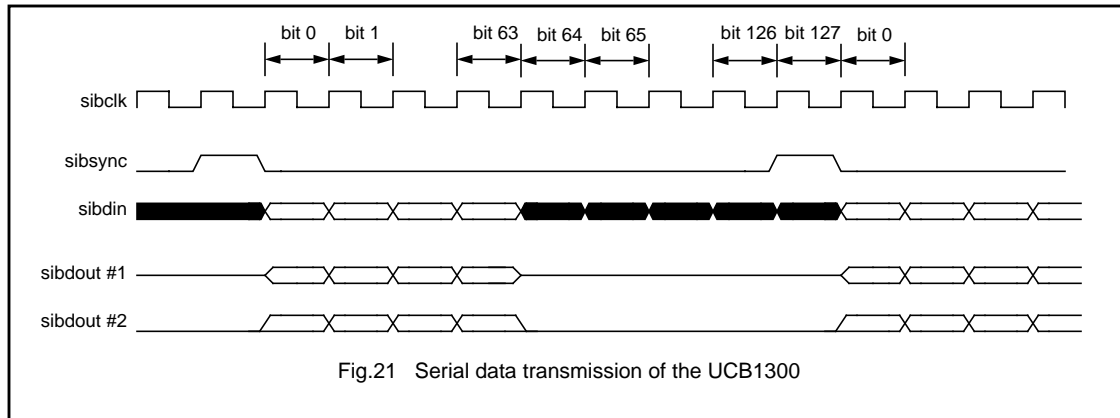 bit 0 bit 1 bit 63 bit 64 bit 65 bit 126 bit 127 bit 0
sibclk
sibsync
sibdin
sibdout #1
sibdout #2
Fig.21 Serial data transmission of the UCB1300